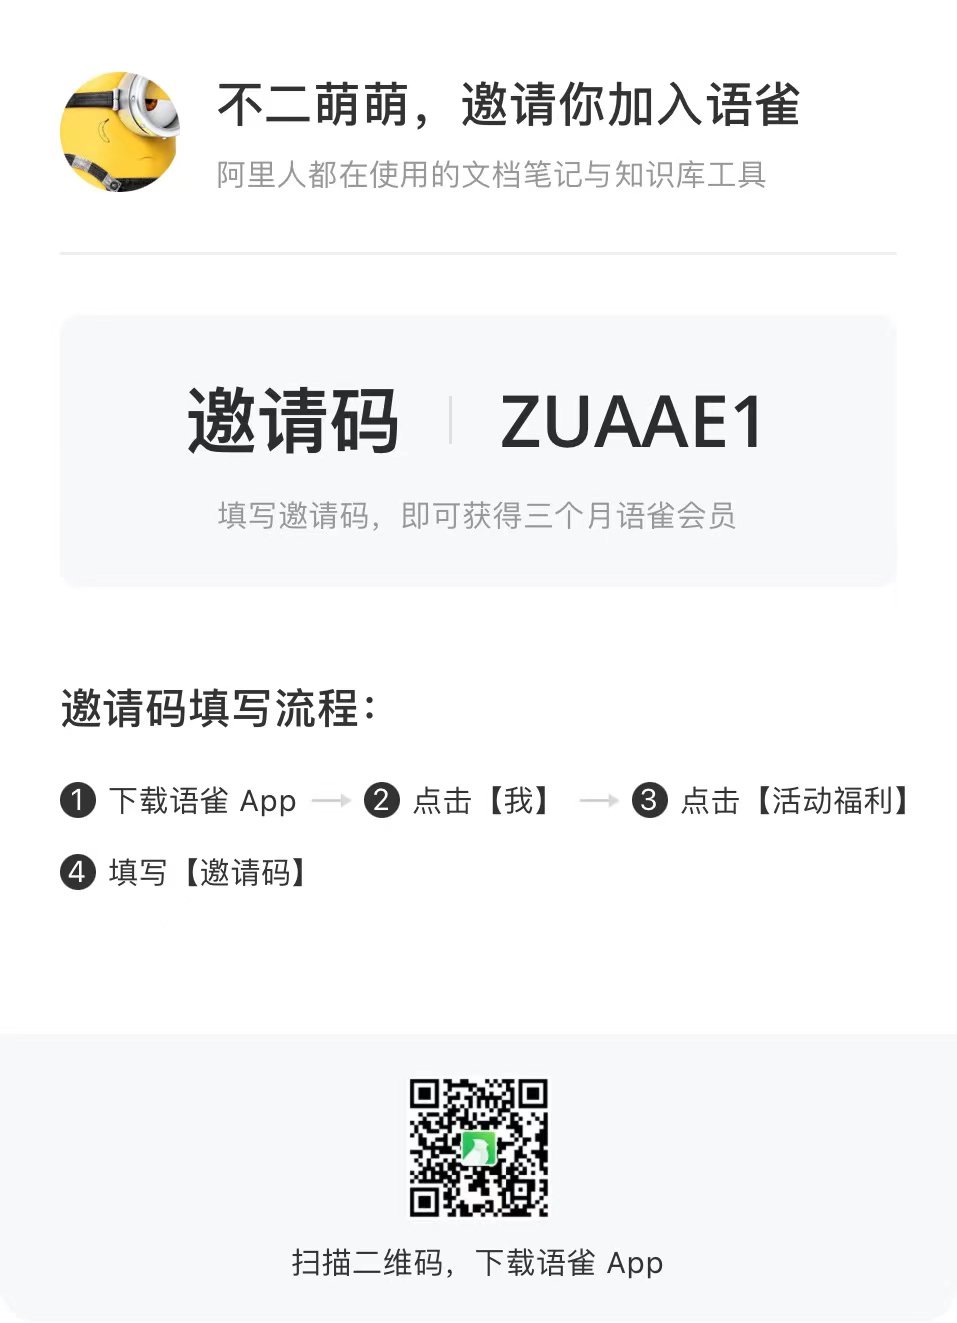 不二萌萌，邀请你加入语雀
阿里人都在使用的文档笔记与知识库工具
邀请码 ZUAAE1
填写邀请码，即可获得三个月语雀会员
邀请码填写流程：
1 下载语雀 App → 2 点击【我】 → 3 点击【活动福利】
4 填写【邀请码】
扫描二维码，下载语雀 App